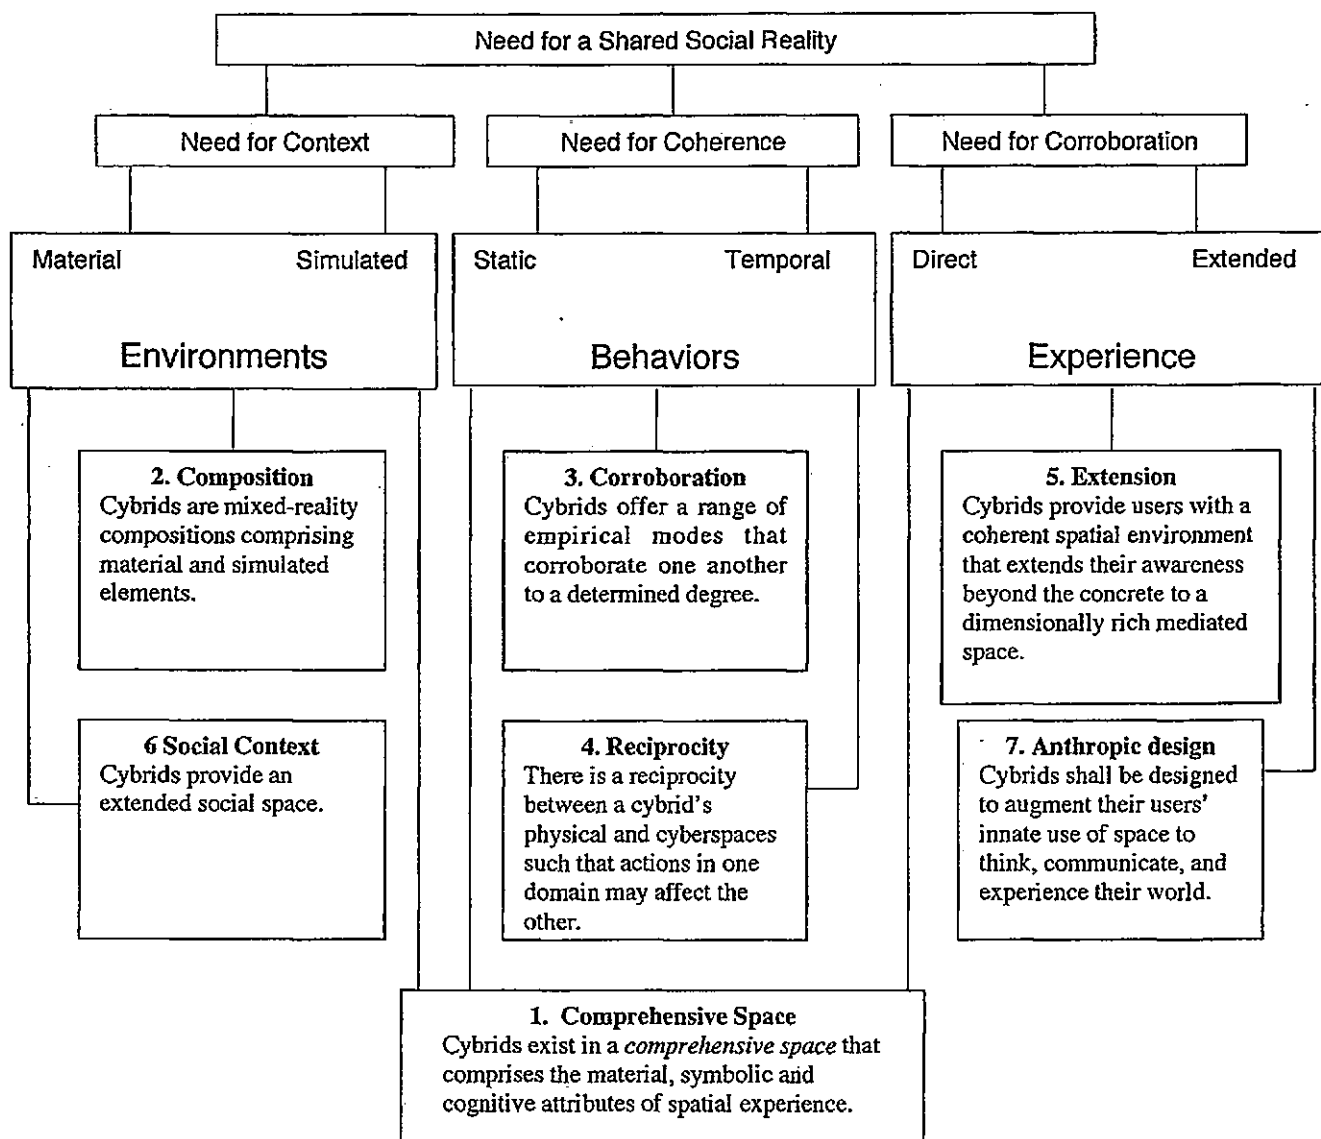 Need for a Shared Social Reality
Need for Context
Need for Coherence
Need for Corroboration
Material Simulated
Environments
Static Temporal
Behaviors
Direct Extended
Experience
2. Composition
Cybrids are mixed-reality
compositions comprising
material and simulated
elements.
3. Corroboration
Cybrids offer a range of
empirical modes that
corroborate one another
to a determined degree.
5. Extension
Cybrids provide users with a
coherent spatial environment
that extends their awareness
beyond the concrete to a
dimensionally rich mediated
space.
6 Social Context
Cybrids provide an
extended social space.
4. Reciprocity
There is a reciprocity
between a cybrid's
physical and cyberspaces
such that actions in one
domain may affect the
other.
7. Anthropic design
Cybrids shall be designed
to augment their users'
innate use of space to
think, communicate, and
experience their world.
1. Comprehensive Space
Cybrids exist in a comprehensive space that
comprises the material, symbolic and
cognitive attributes of spatial experience.